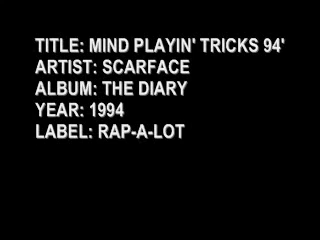 TITLE: MIND PLAYIN' TRICKS 94'
ARTIST: SCARFACE
ALBUM: THE DIARY
YEAR: 1994
LABEL: RAP-A-LOT